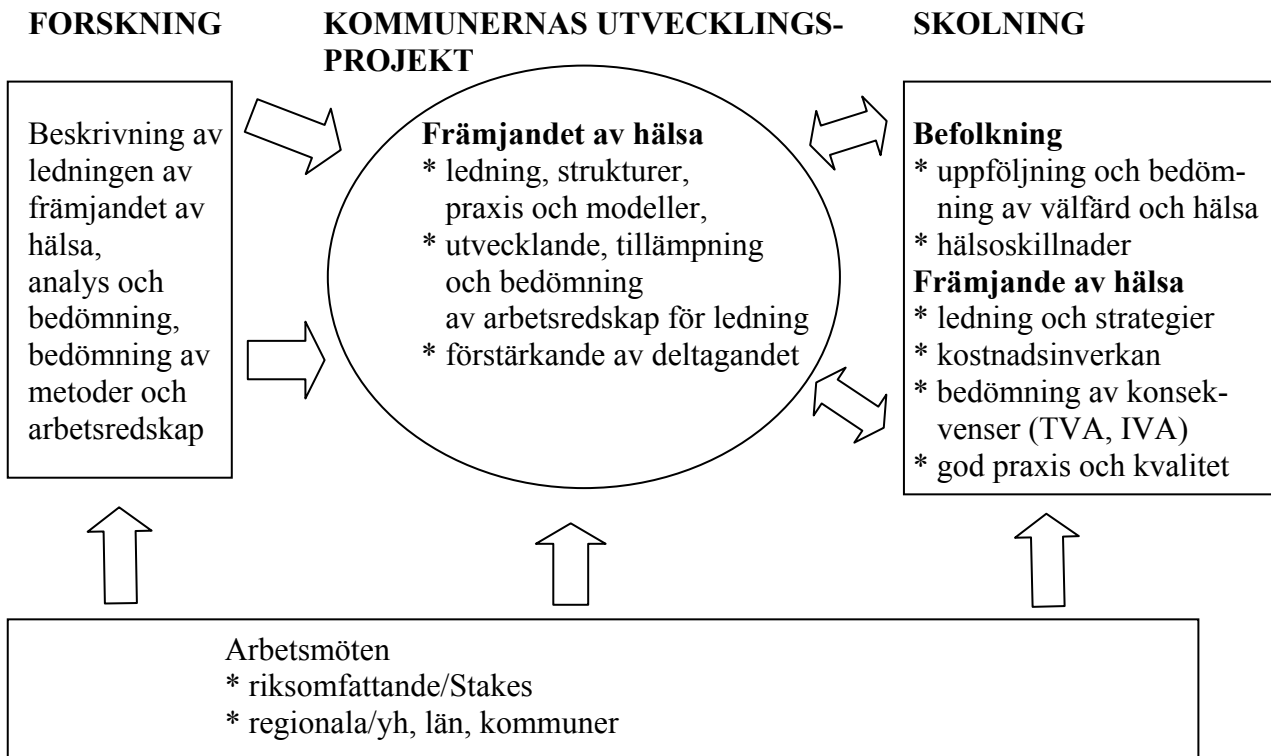 FORSKNING
KOMMUNERNAS UTVECKLINGS-
PROJEKT
SKOLNING
Beskrivning av
ledningen av
främjandet av
hälsa,
analys och
bedömning,
bedömning av
metoder och
arbetsredskap
Främjandet av hälsa
* ledning, strukturer,
praxis och modeller,
* utvecklande, tillämpning
och bedömning
av arbetsredskap för ledning
* förstärkande av deltagandet
Befolkning
* uppföljning och bedöm-
ning av välfärd och hälsa
* hälsoskillnader
Främjande av hälsa
* ledning och strategier
* kostnadsinverkan
* bedömning av konsek-
venser (TVA, IVA)
* god praxis och kvalitet
Arbetsmöten
* riksomfattande/Stakes
* regionala/yh, län, kommuner